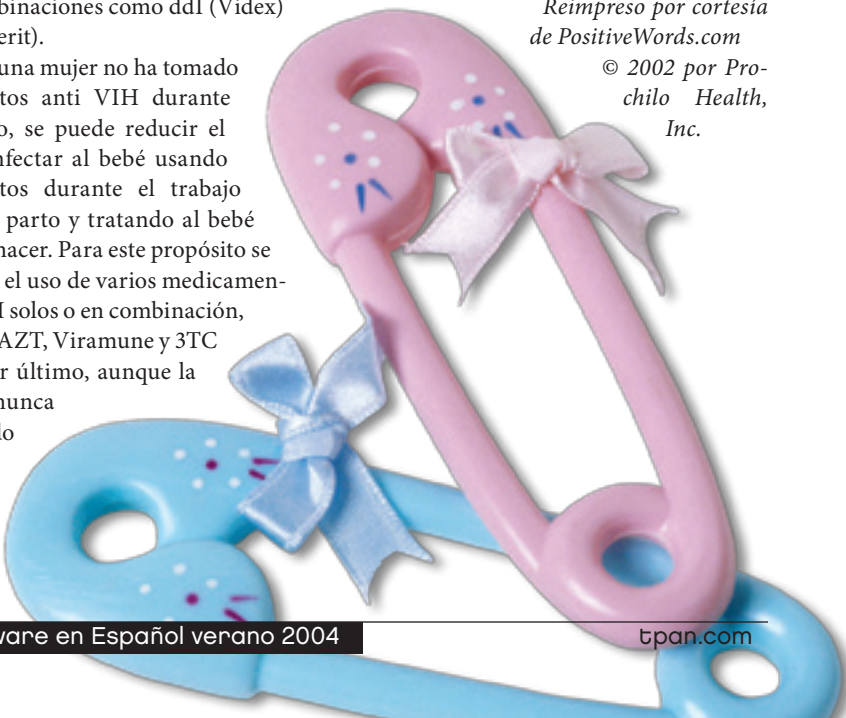 binaciones como ddI (Videx)
erit).
una mujer no ha tomado
tos anti VIH durante
o, se puede reducir el
nfectar al bebé usando
tos durante el trabajo
parto y tratando al bebé
nacer. Para este propósito se
el uso de varios medicamen-
I solos o en combinación,
AZT, Viramune y 3TC
r último, aunque la
nunca
do
Reimpreso por cortesía
de PositiveWords.com
© 2002 por Pro-
chilo Health,
Inc.
ware en Español verano 2004
tpan.com